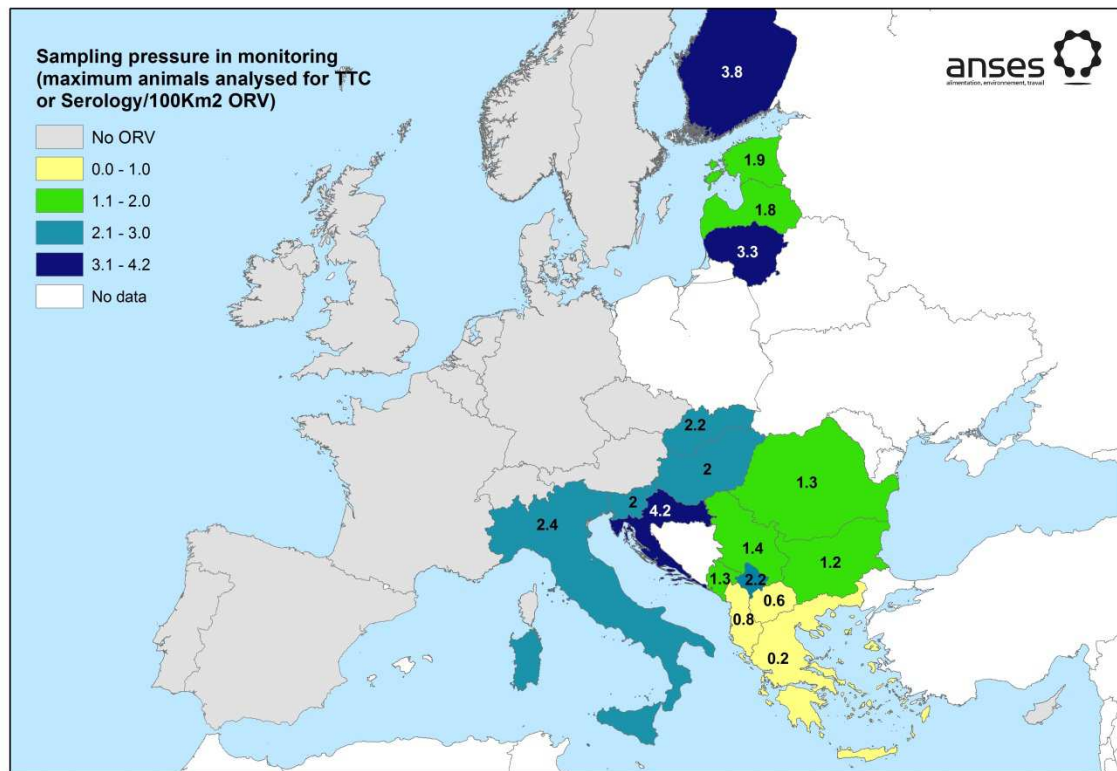 Sampling pressure in monitoring
(maximum animals analysed for TTC
or Serology/100Km2 ORV)
No ORV
0.0 - 1.0
1.1 - 2.0
2.1 - 3.0
3.1 - 4.2
No data
anses
alimentation, environnement, travail
3.8
1.9
1.8
3.3
2.2
2
2
4.2
2.4
1.3
1.4
1.2
1.3
2.2
0.6
0.8
0.2